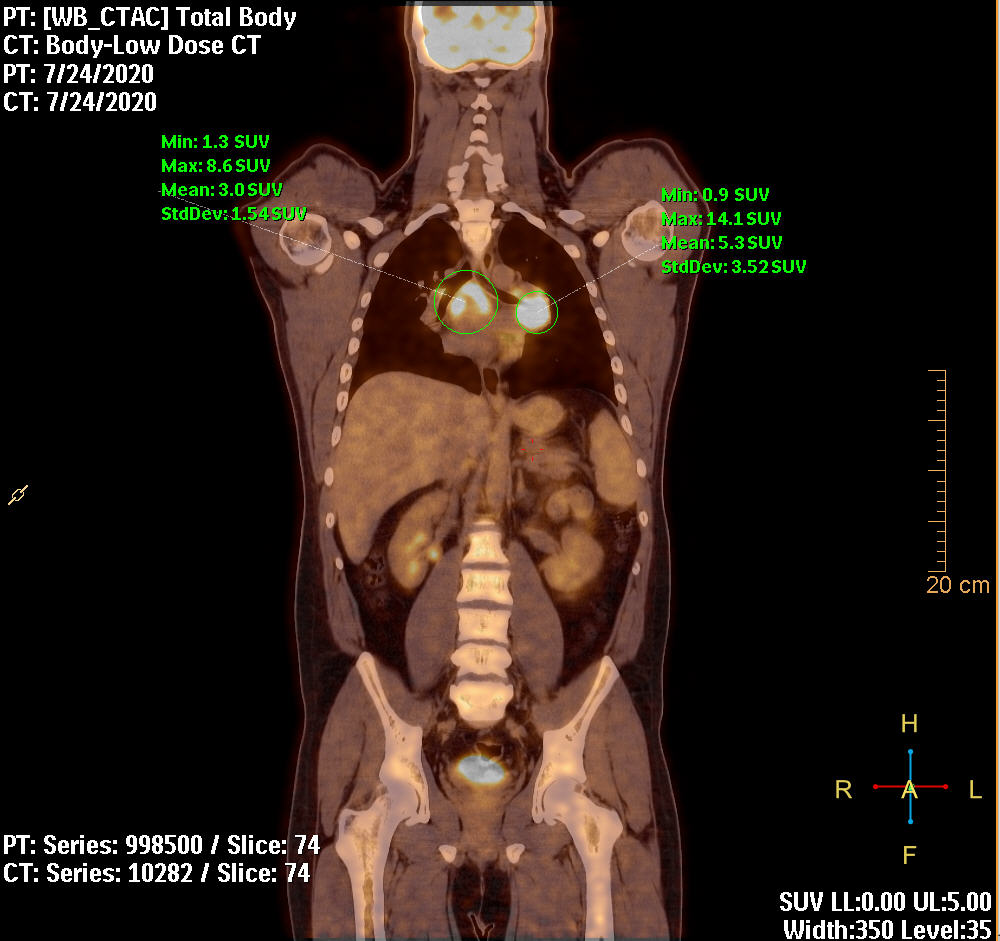 PT: [WB_CTAC] Total Body
CT: Body-Low Dose CT
PT: 7/24/2020
CT: 7/24/2020
Min: 1.3 SUV
Max: 8.6 SUV
Mean: 3.0 SUV
StdDev: 1.54 SUV
Min: 0.9 SUV
Max: 14.1 SUV
Mean: 5.3 SUV
StdDev: 3.52 SUV
20 cm
H
R A L
F
PT: Series: 998500 / Slice: 74
CT: Series: 10282 / Slice: 74
SUV LL:0.00 UL:5.00
Width:350 Level:35